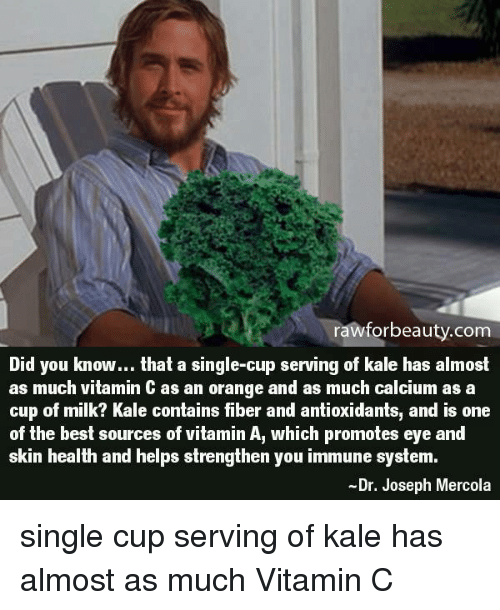 rawforbeauty.com
Did you know... that a single-cup serving of kale has almost
as much vitamin C as an orange and as much calcium as a
cup of milk? Kale contains fiber and antioxidants, and is one
of the best sources of vitamin A, which promotes eye and
skin health and helps strengthen you immune system.
~Dr. Joseph Mercola
single cup serving of kale has
almost as much Vitamin C